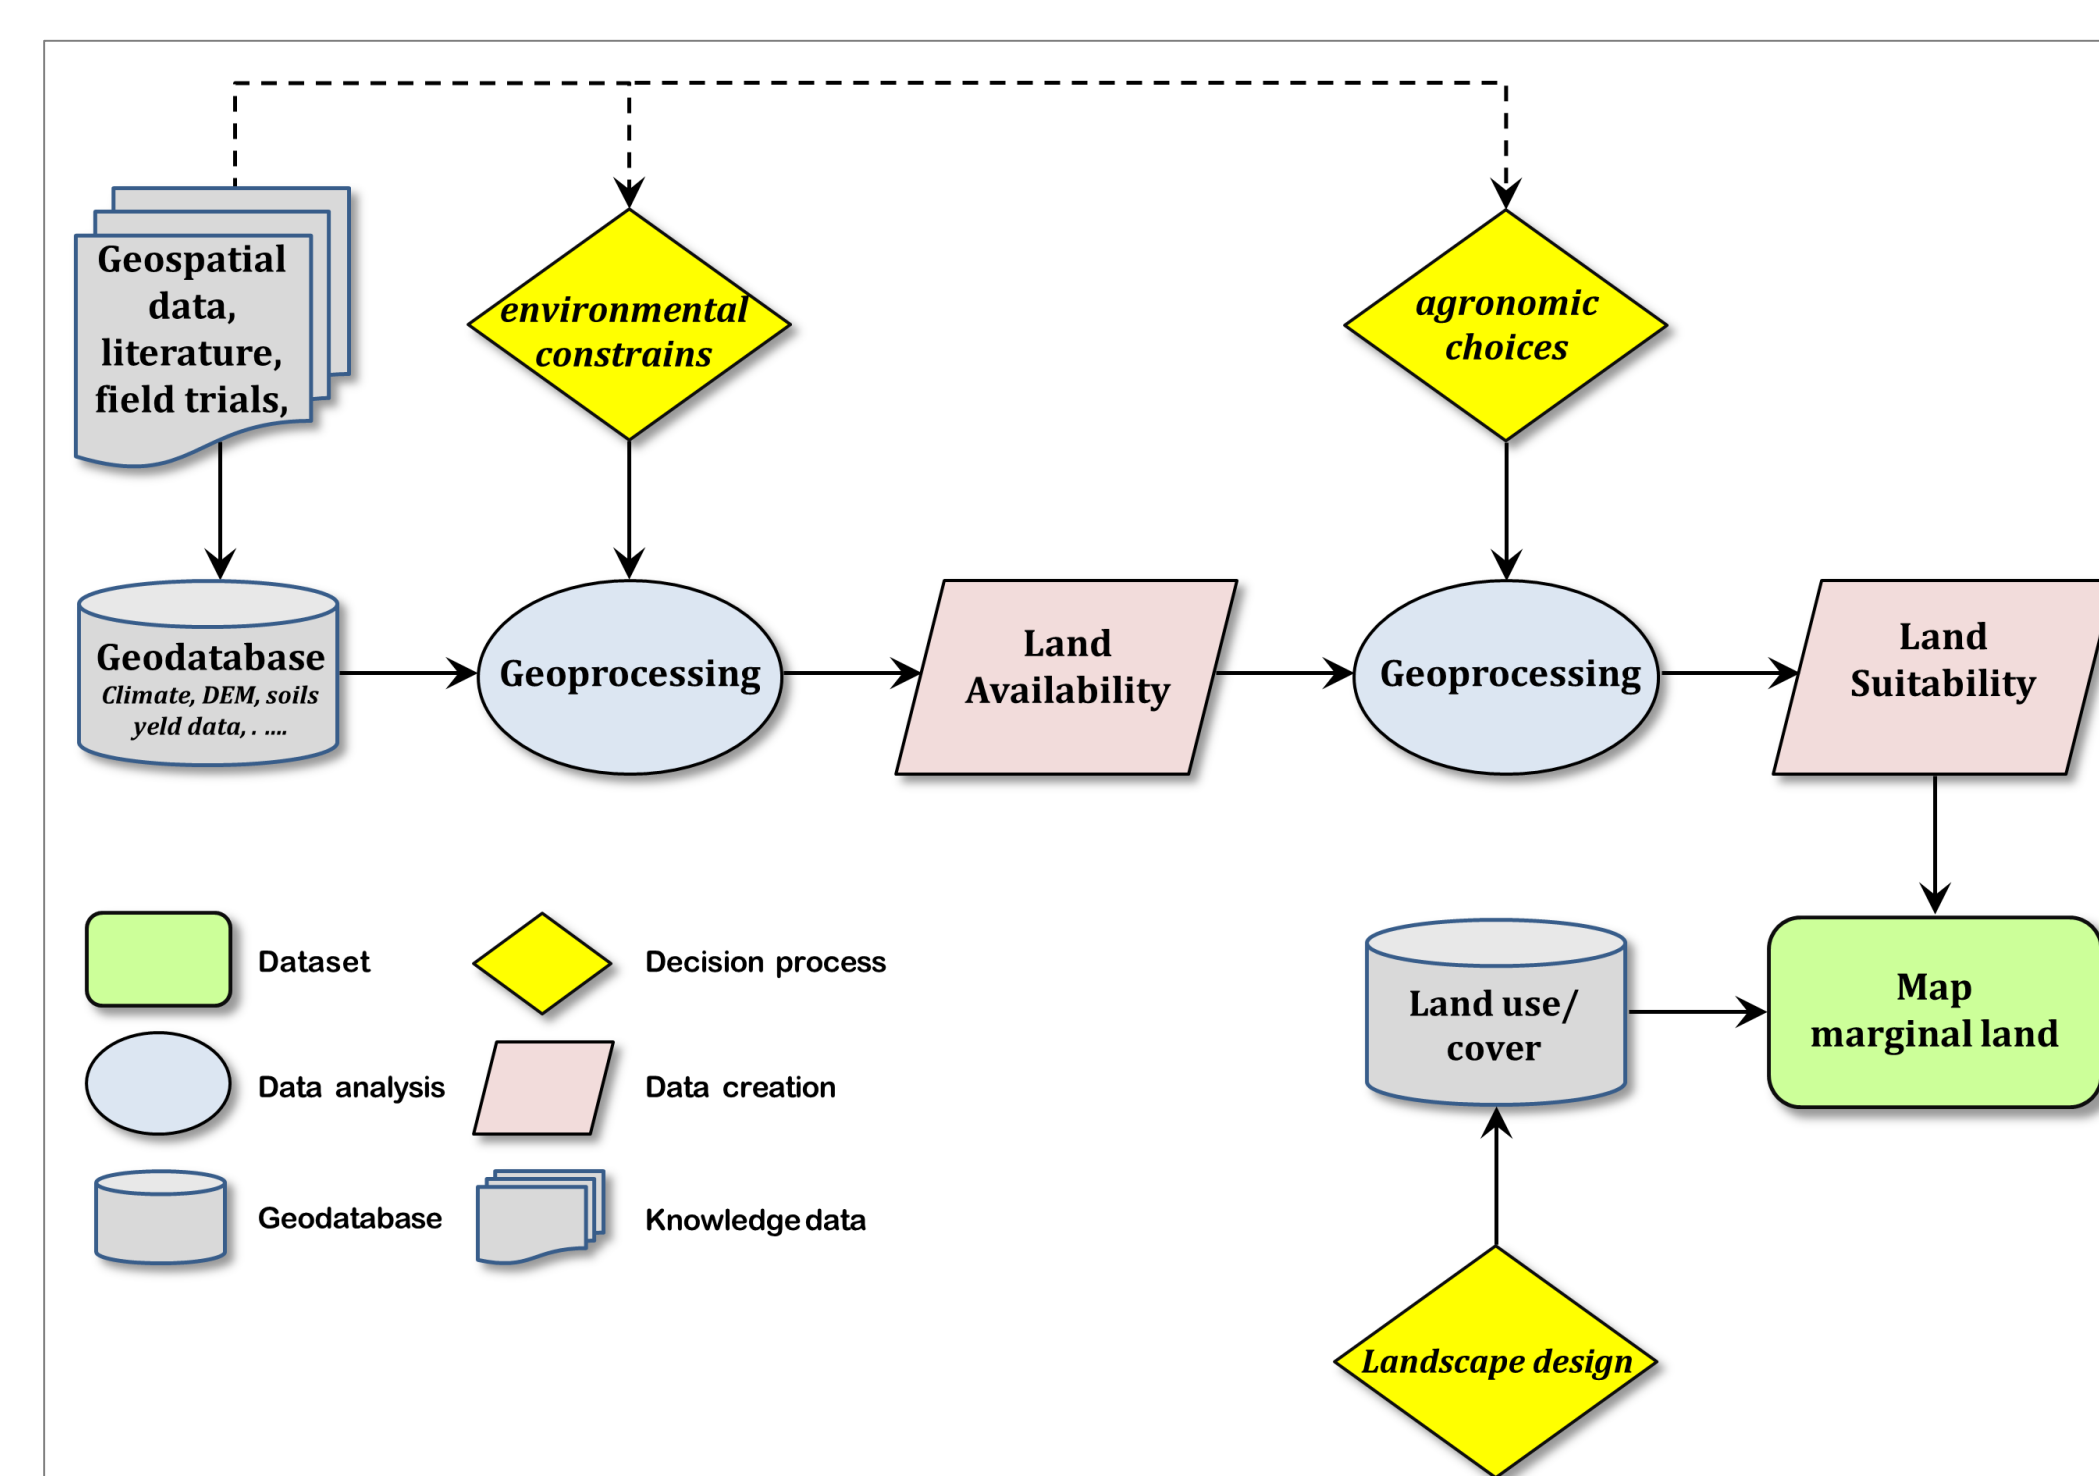 Geospatial
data,
literature,
field trials,
environmental
constrains
agronomic
choices
Geodatabase
Climate, DEM, soils
yeld data, . ....
Geoprocessing
Land
Availability
Geoprocessing
Land
Suitability
Dataset
Decision process
Data analysis
Data creation
Geodatabase
Knowledge data
Land use/
cover
Map
marginal land
Landscape design